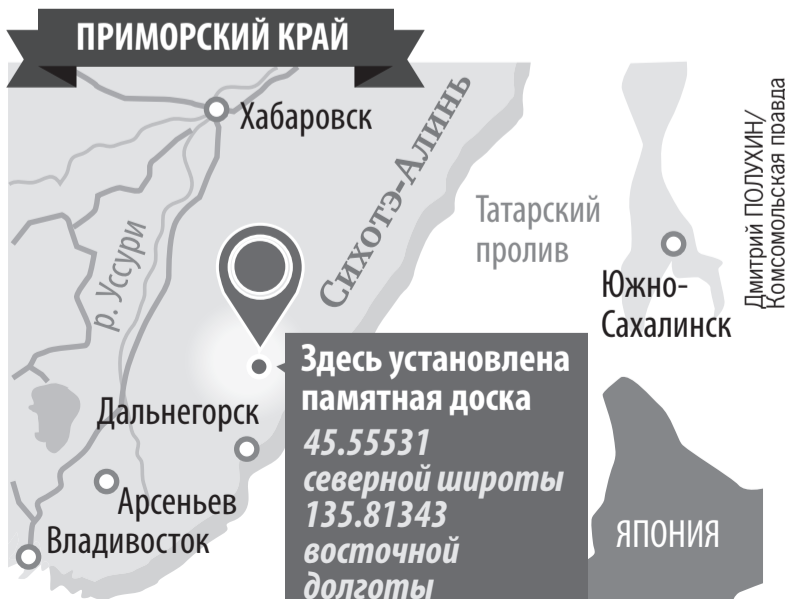 ПРИМОРСКИЙ КРАЙ
Хабаровск
Сихотэ-Алинь
Татарский
пролив
Дмитрий ПОЛУХИН/
Комсомольская правда
р. Уссури
Южно-
Сахалинск
Здесь установлена
памятная доска
45.55531
северной широты
135.81343
восточной
долготы
Дальнегорск
Арсеньев
Владивосток
ЯПОНИЯ